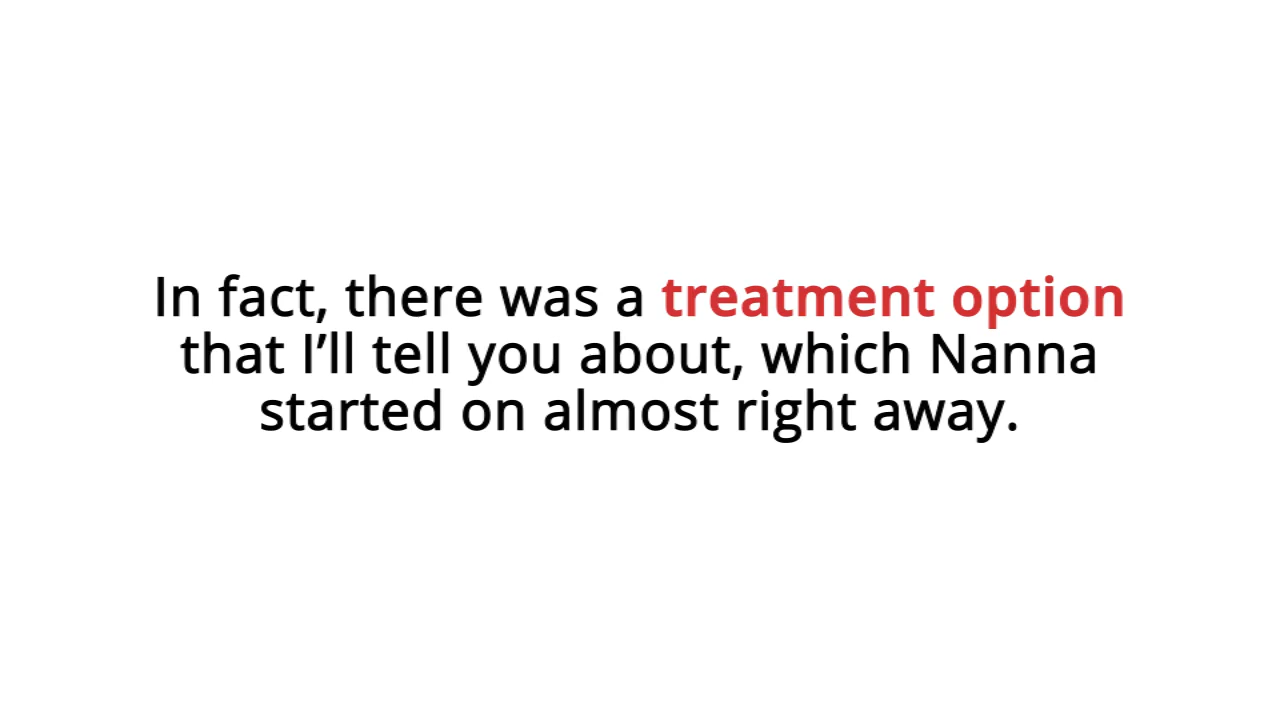 In fact, there was a treatment option
that I’ll tell you about, which Nanna
started on almost right away.